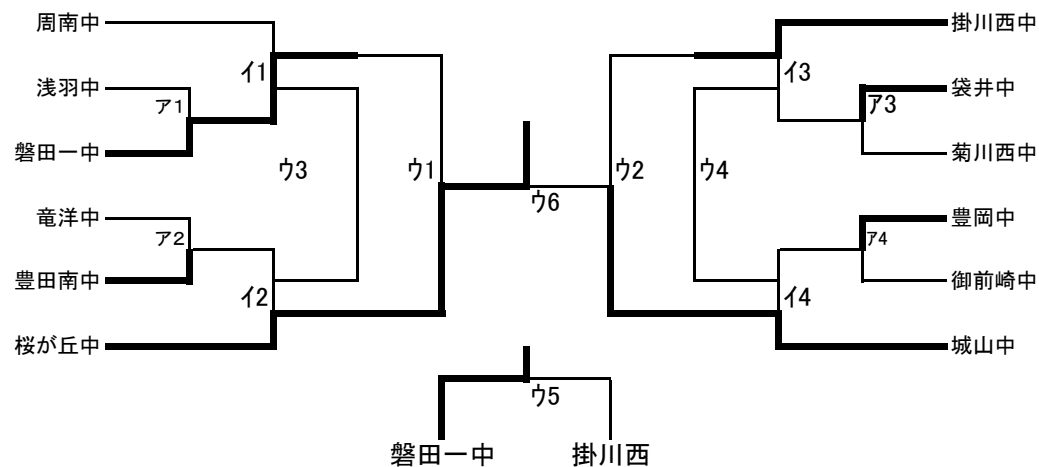 周南中
浅羽中
磐田一中
竜洋中
豊田南中
桜が丘中
ア1
ア2
イ1
イ2
ウ3
ウ1
ウ6
ウ2
ウ4
イ3
イ4
ア3
ア4
掛川西中
袋井中
菊川西中
豊岡中
御前崎中
城山中
ウ5
磐田一中
掛川西